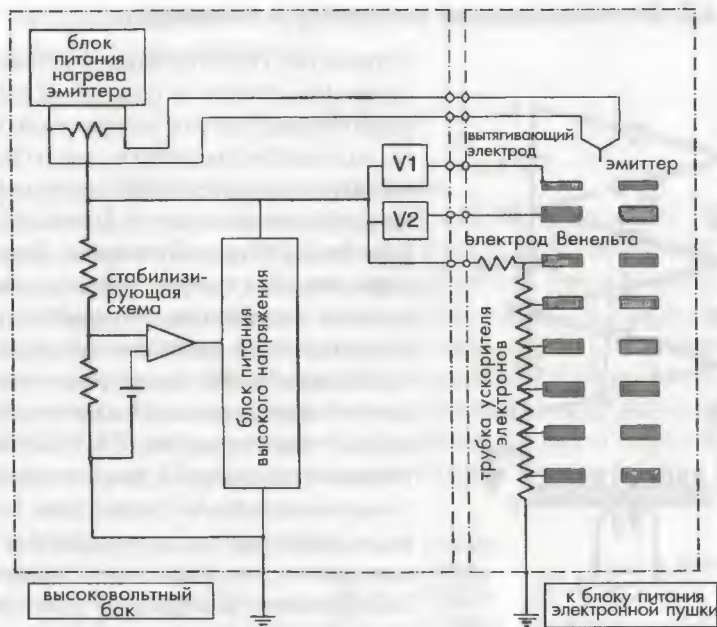 блок
питания
нагрева
эмиттера
вытягивающий
электрод
эмиттер
V1
V2
электрод Венельта
стабилизи-
рующая
схема
блок питания
высокого напряжения
трубка ускорителя
электронов
высоковольтный
бак
к блоку питания
электронной пушки